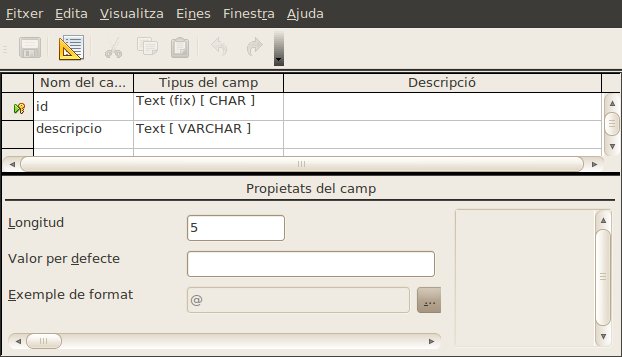 Fitxer Edita Visualitza Eines Finestra Ajuda
Nom del ca... Tipus del camp Descripció
id Text (fix) [ CHAR ]
descripcio Text [ VARCHAR ]
Propietats del camp
Longitud 5
Valor per defecte
Exemple de format @ ...